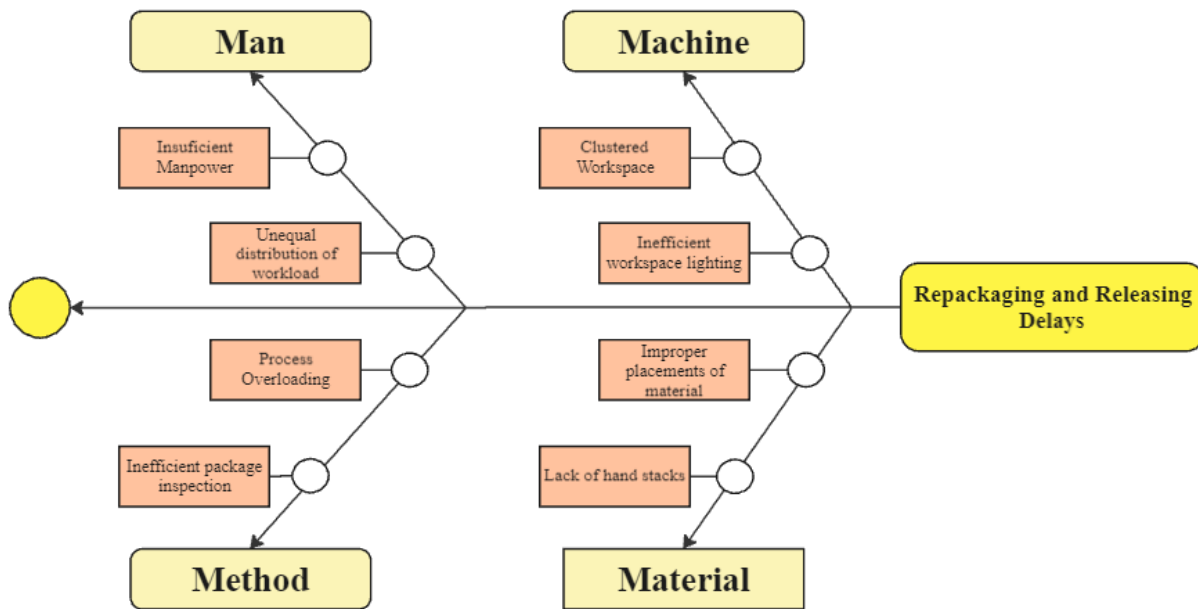 Man
Machine
Insuficient
Manpower
Clustered
Workspace
Unequal
distribution of
workload
Inefficient
workspace lighting
Repackaging and Releasing
Delays
Process
Overloading
Improper
placements of
material
Inefficient package
inspection
Lack of hand stacks
Method
Material